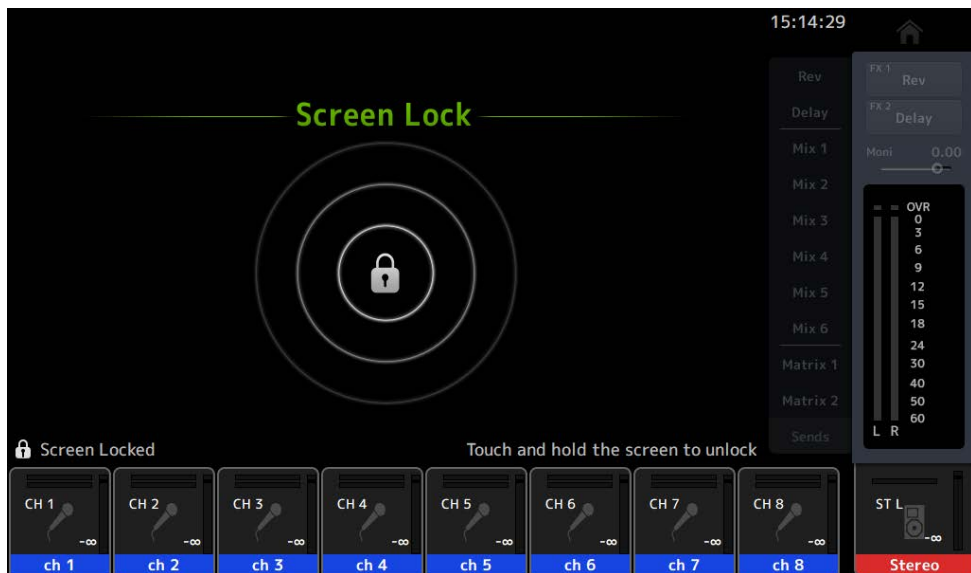 15:14:29
Screen Lock
Rev
Delay
Mix 1
Mix 2
Mix 3
Mix 4
Mix 5
Mix 6
Matrix 1
Matrix 2
Sends
FX 1
Rev
FX 2
Delay
Moni 0.00
OVR
0
3
6
9
12
15
18
24
30
40
50
60
L R
Screen Locked
Touch and hold the screen to unlock
CH 1
-∞
ch 1
CH 2
-∞
ch 2
CH 3
-∞
ch 3
CH 4
-∞
ch 4
CH 5
-∞
ch 5
CH 6
-∞
ch 6
CH 7
-∞
ch 7
CH 8
-∞
ch 8
ST L
-∞
Stereo